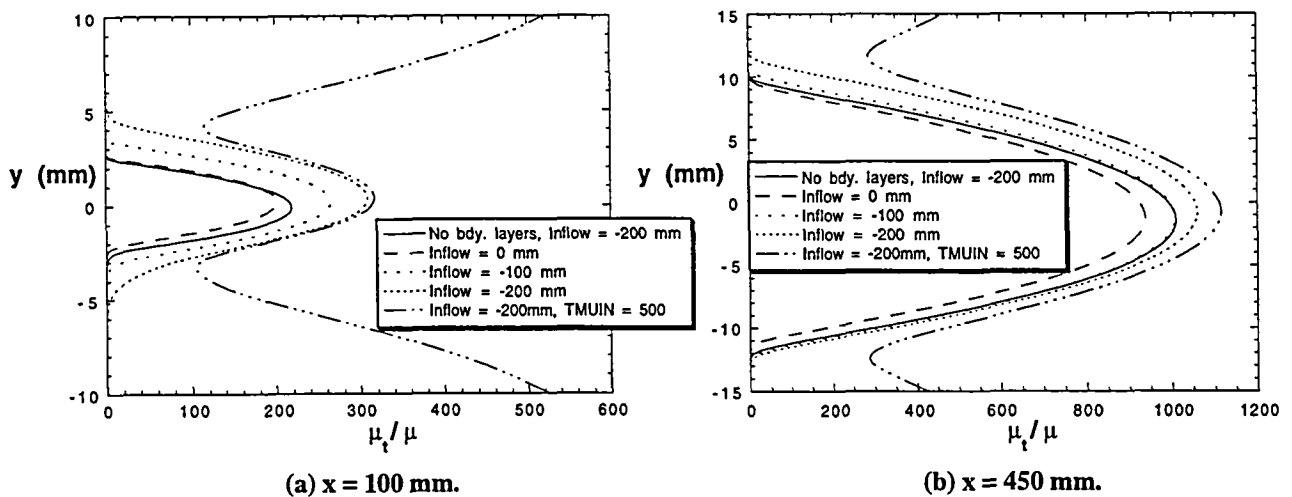 10
5
y (mm)
0
-5
-10
0 100 200 300 400 500 600
μt/μ
No bdy. layers, Inflow = -200 mm
Inflow = 0 mm
Inflow = -100 mm
Inflow = -200 mm
Inflow = -200mm, TMUIN = 500
(a) x = 100 mm.
15
10
5
y (mm)
0
-5
-10
-15
0 200 400 600 800 1000 1200
μt/μ
No bdy. layers, Inflow = -200 mm
Inflow = 0 mm
Inflow = -100 mm
Inflow = -200 mm
Inflow = -200mm, TMUIN = 500
(b) x = 450 mm.